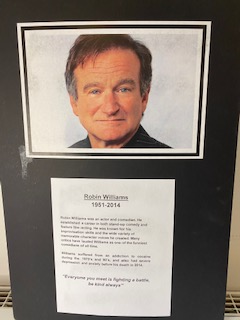 Robin Williams
1951-2014
Robin Williams was an actor and comedian. He
started a career in both stand-up comedy and
feature film acting. He was known for his
improvisation skills and the wide variety of
memorable character voices he created. Many
critics have lauded Williams as one of the funniest
comedians of all time.
Williams suffered from an addiction to cocaine
during the 1970's and 80's, and also had severe
depression and anxiety before his death in 2014.
"Everyone you meet is fighting a battle,
be kind always"